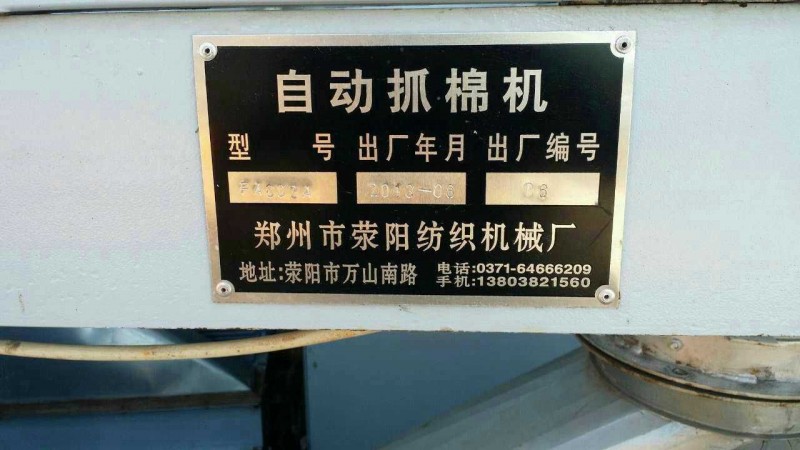 自动抓棉机
型 号 出厂年月 出厂编号
郑州市荥阳纺织机械厂
地址:荥阳市万山南路 电话:0371-64666209
手机:13803821560